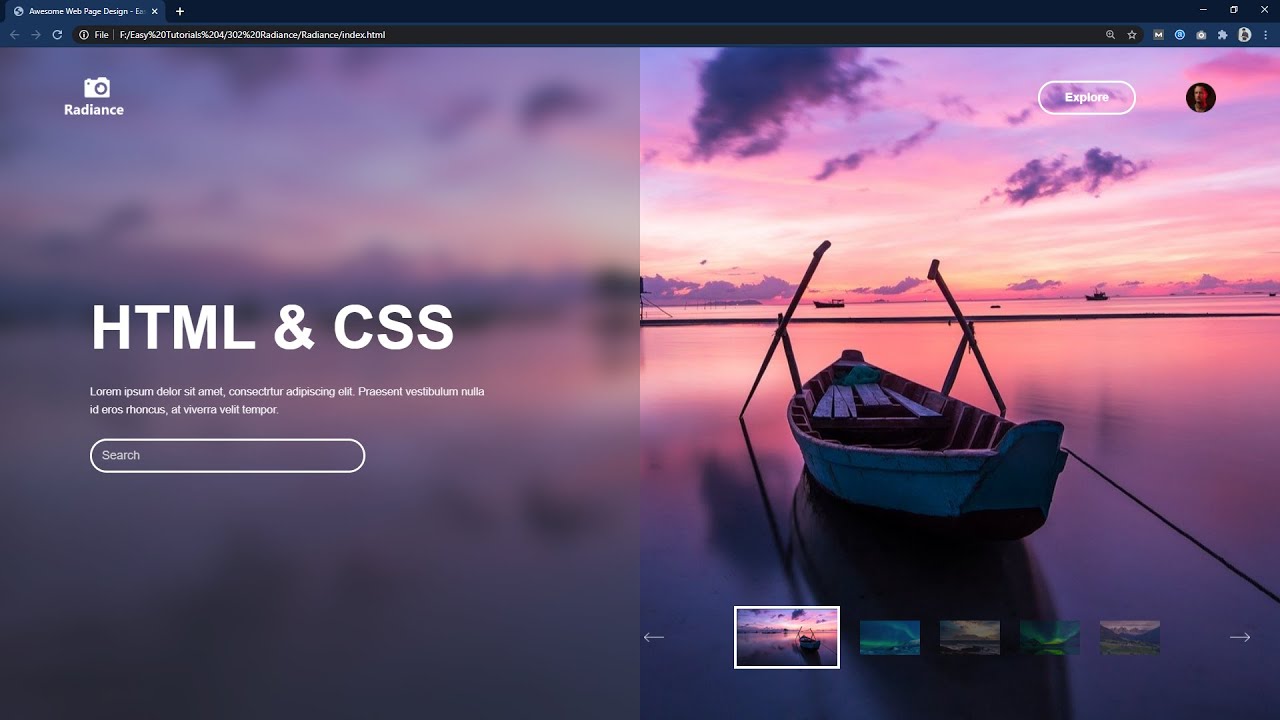 Awesome Web Page Design - Ea
File
F:/Easy%20Tutorials%204/302%20Radiance/Radiance/index.html
M
Radiance
Explore
HTML & CSS
Lorem ipsum delor sit amet, consectrtur adipiscing elit. Praesent vestibulum nulla
id eros rhoncus, at viverra velit tempor.
Search